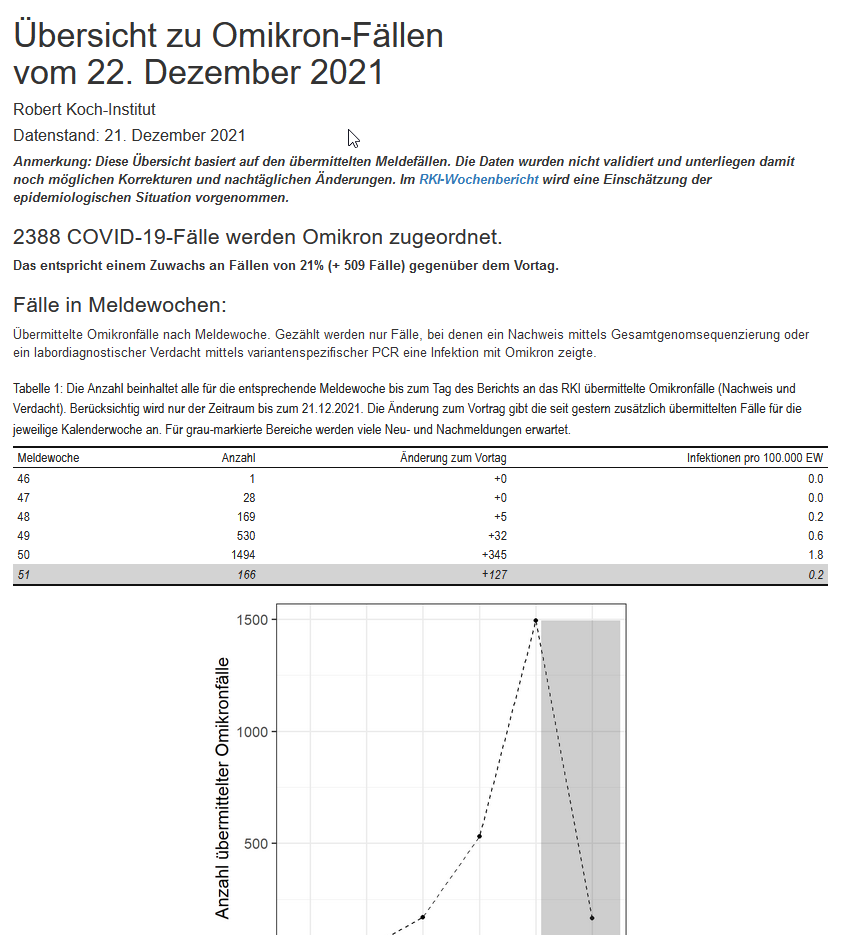 Übersicht zu Omikron-Fällen
vom 22. Dezember 2021
Robert Koch-Institut
Datenstand: 21. Dezember 2021
Anmerkung: Diese Übersicht basiert auf den übermittelten Meldefällen. Die Daten wurden nicht validiert und unterliegen damit
noch möglichen Korrekturen und nachtäglichen Änderungen. Im RKI-Wochenbericht wird eine Einschätzung der
epidemiologischen Situation vorgenommen.
2388 COVID-19-Fälle werden Omikron zugeordnet.
Das entspricht einem Zuwachs an Fällen von 21% (+ 509 Fälle) gegenüber dem Vortag.
Fälle in Meldewochen:
Übermittelte Omikronfälle nach Meldewoche. Gezählt werden nur Fälle, bei denen ein Nachweis mittels Gesamtgenomsequenzierung oder
ein labordiagnostischer Verdacht mittels variantenspezifischer PCR eine Infektion mit Omikron zeigte.
Tabelle 1: Die Anzahl beinhaltet alle für die entsprechende Meldewoche bis zum Tag des Berichts an das RKI übermittelte Omikronfälle (Nachweis und
Verdacht). Berücksichtig wird nur der Zeitraum bis zum 21.12.2021. Die Änderung zum Vortrag gibt die seit gestern zusätzlich übermittelten Fälle für die
jeweilige Kalenderwoche an. Für grau-markierte Bereiche werden viele Neu- und Nachmeldungen erwartet.
Meldewoche Anzahl Änderung zum Vortag Infektionen pro 100.000 EW
46 1 +0 0.0
47 28 +0 0.0
48 169 +5 0.2
49 530 +32 0.6
50 1494 +345 1.8
51 166 +127 0.2
1500
1000
500
Anzahl übermittelter Omikronfälle